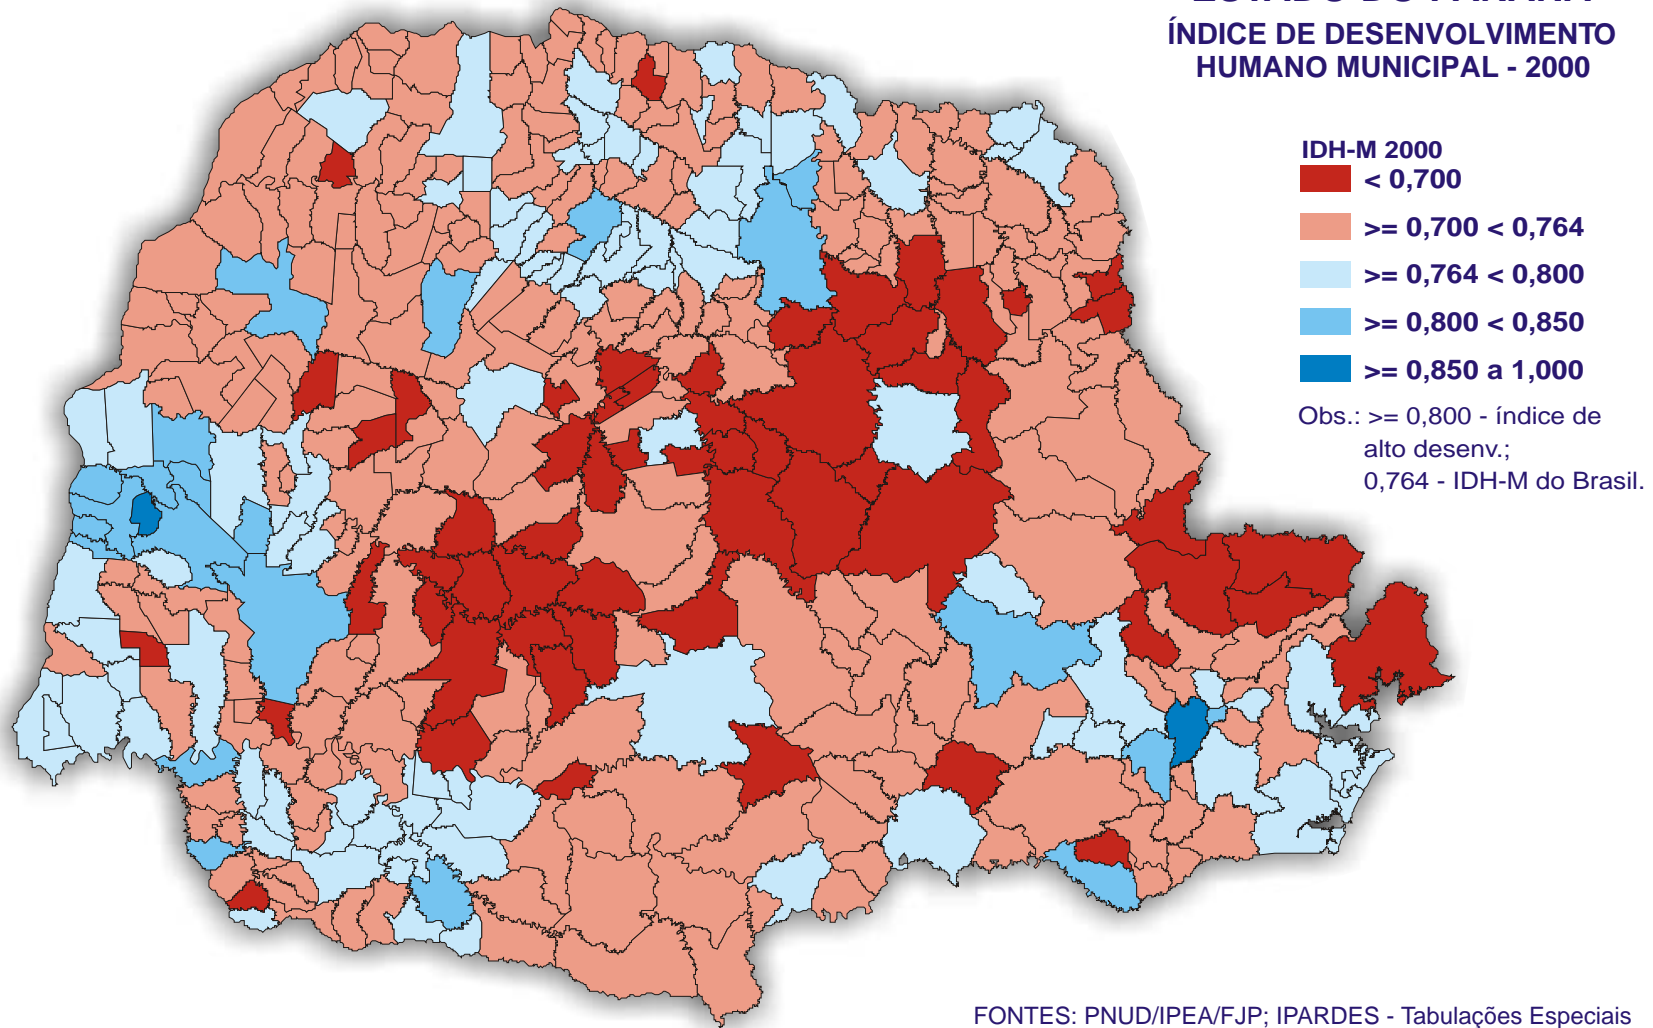 ÍNDICE DE DESENVOLVIMENTO
HUMANO MUNICIPAL - 2000
IDH-M 2000
< 0,700
>= 0,700 < 0,764
>= 0,764 < 0,800
>= 0,800 < 0,850
>= 0,850 a 1,000
Obs.: >= 0,800 - índice de
alto desenv.;
0,764 - IDH-M do Brasil.
FONTES: PNUD/IPEA/FJP; IPARDES - Tabulações Especiais